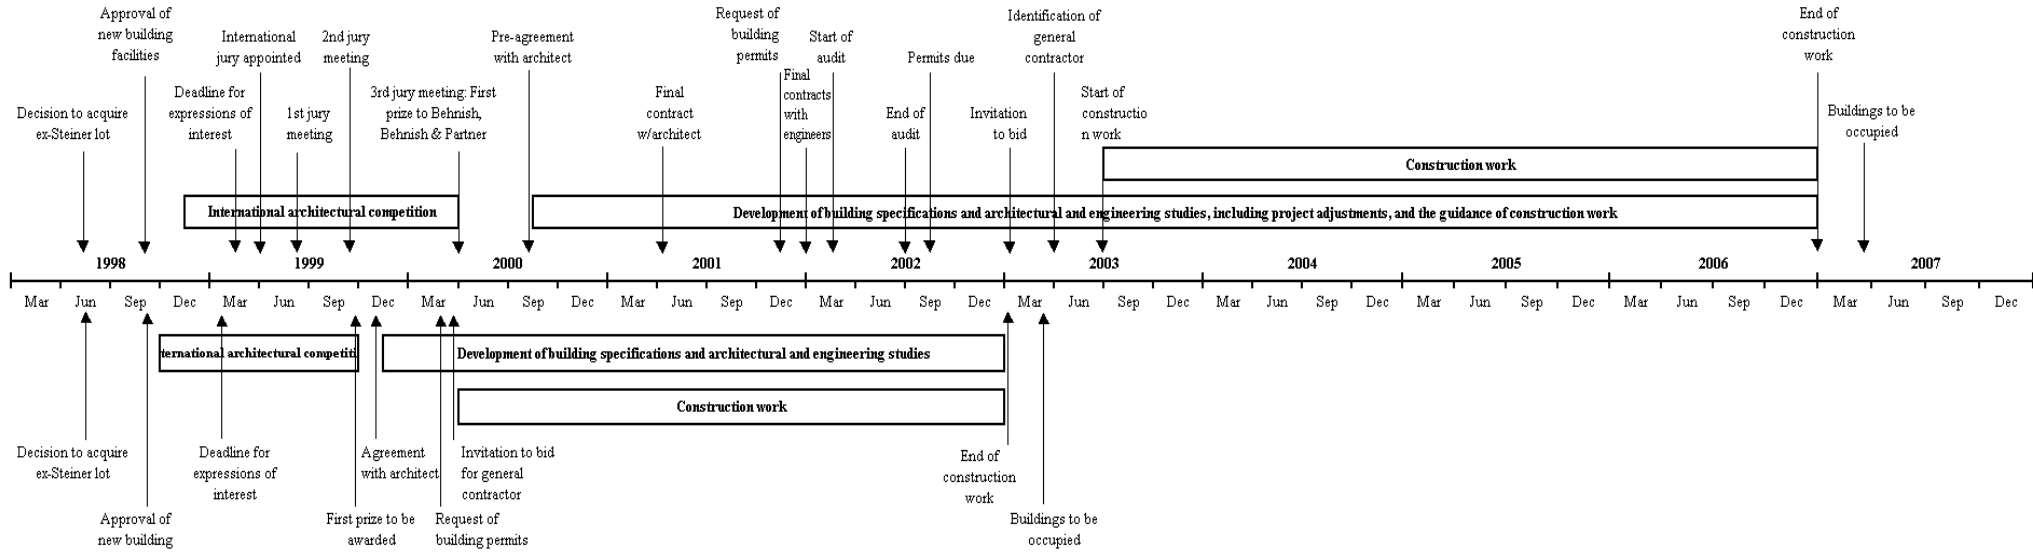 Approval of
new building
facilities
Decision to acquire
ex-Steiner lot
Deadline for
expressions of
interest
International
jury appointed
1st jury
meeting
2nd jury
meeting
3rd jury meeting: First
prize to Behnish,
Behnish & Partner
Pre-agreement
with architect
Final
contract
w/architect
Request of
building
permits
Final
contracts
with
engineers
Start of
audit
End of
audit
Permits due
Invitation
to bid
Identification of
general
contractor
Start of
constructio
n work
End of
construction
work
Buildings to be
occupied
Construction work
International architectural competition
Development of building specifications and architectural and engineering studies, including project adjustments, and the guidance of construction work
1998 1999 2000 2001 2002 2003 2004 2005 2006 2007
Mar Jun Sep Dec Mar Jun Sep Dec Mar Jun Sep Dec Mar Jun Sep Dec Mar Jun Sep Dec Mar Jun Sep Dec Mar Jun Sep Dec Mar Jun Sep Dec Mar Jun Sep Dec Mar Jun Sep Dec
ternational architectural competiti
Development of building specifications and architectural and engineering studies
Construction work
Decision to acquire
ex-Steiner lot
Approval of
new building
Deadline for
expressions of
interest
First prize to be
awarded
Agreement
with architect
Request of
building permits
Invitation to bid
for general
contractor
End of
construction
work
Buildings to be
occupied